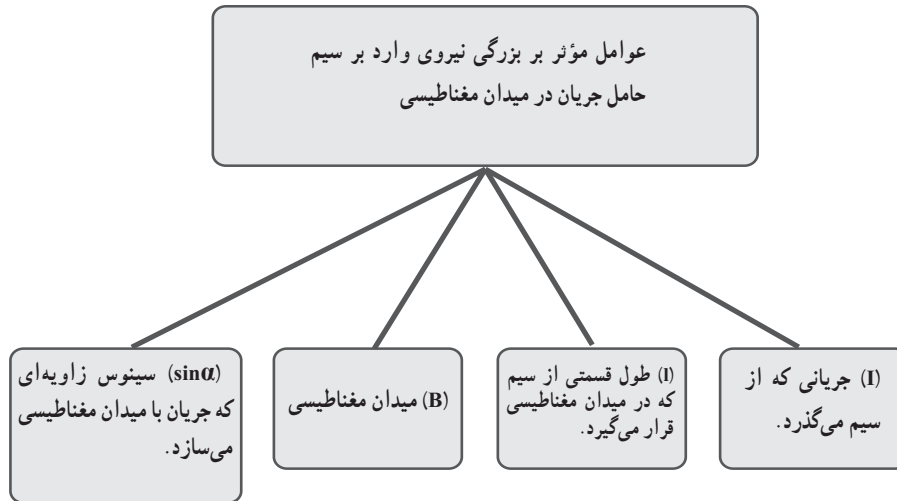 عوامل مؤثر بر بزرگی نیروی وارد بر سیم
حامل جریان در میدان مغناطیسی
(I) جریانی که از
سیم می‌گذرد.
(l) طول قسمتی از سیم
که در میدان مغناطیسی
قرار می‌گیرد.
(B) میدان مغناطیسی
(sinα) سینوس زاویه‌ای
که جریان با میدان مغناطیسی
می‌سازد.